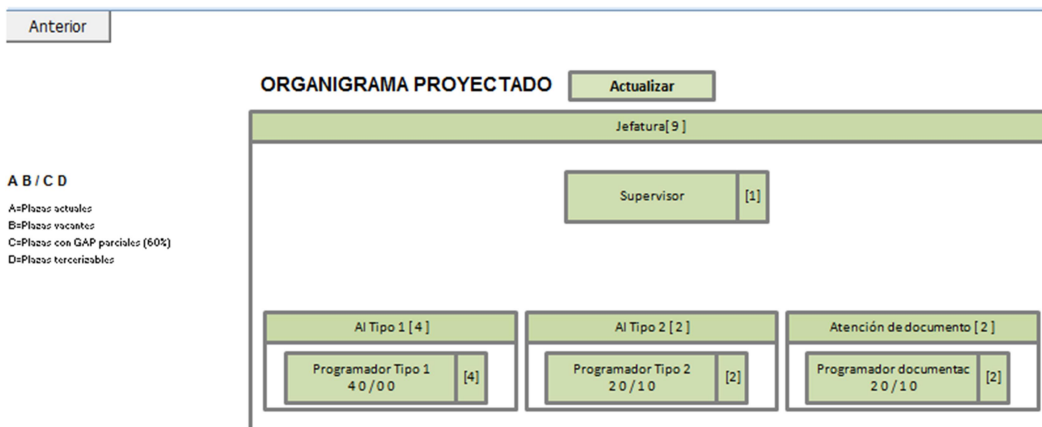 Anterior
ORGANIGRAMA PROYECTADO
Actualizar
Jefatura[ 9 ]
A B / C D
A=Plazas actuales
B=Plazas vacantes
C=Plazas con GAP parciales (60%)
D=Plazas tercerizables
Supervisor
[1]
AI Tipo 1 [ 4 ]
AI Tipo 2 [ 2 ]
Atención de documento [ 2 ]
Programador Tipo 1
4 0 / 0 0
[4]
Programador Tipo 2
2 0 / 1 0
[2]
Programador documentac
2 0 / 1 0
[2]